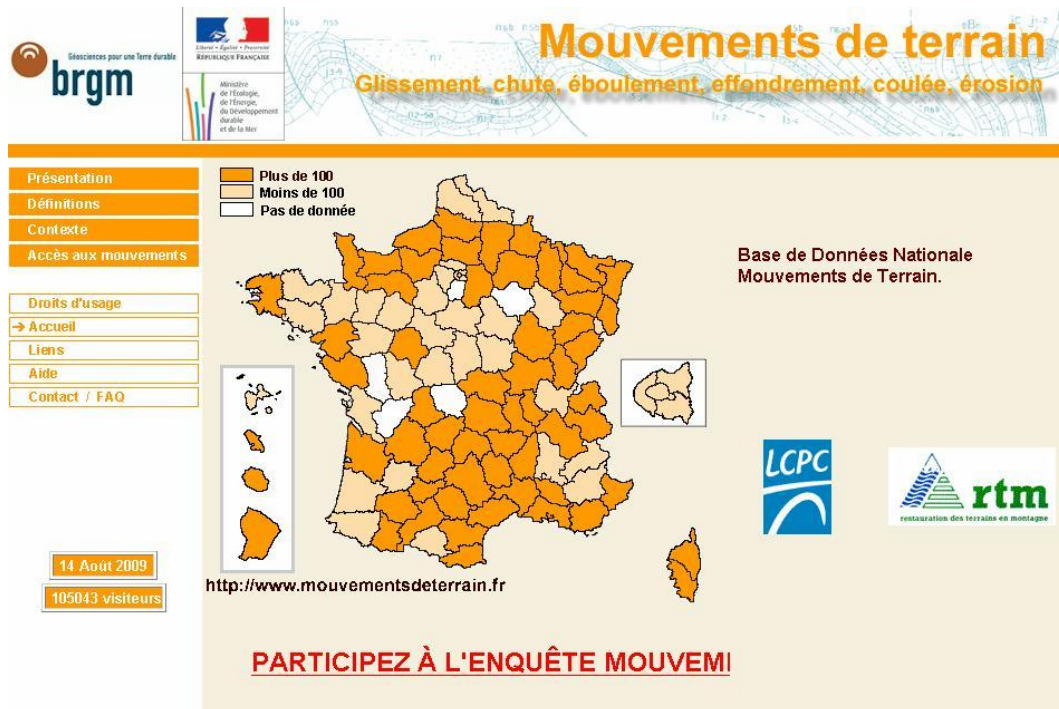 Géosciences pour une Terre durable
brgm
Liberté • Égalité • Fraternité
RÉPUBLIQUE FRANÇAISE
Ministère
de l'Écologie,
de l'Énergie,
du Développement
durable
et de la Mer
Mouvements de terrain
Glissement, chute, éboulement, effondrement, coulée, érosion
Présentation
Définitions
Contexte
Accès aux mouvements
Droits d'usage
→ Accueil
Liens
Aide
Contact / FAQ
14 Août 2009
105043 visiteurs
Plus de 100
Moins de 100
Pas de donnée
http://www.mouvementsdeterrain.fr
Base de Données Nationale
Mouvements de Terrain.
LCPC
rtm
restauration des terrains en montagne
PARTICIPEZ À L'ENQUÊTE MOUVEM